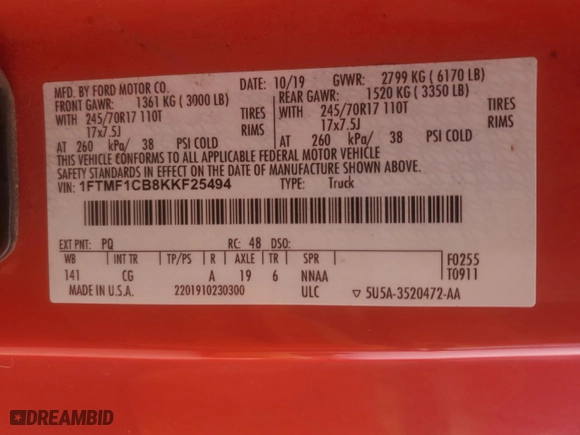 MFD. BY FORD MOTOR CO.
DATE: 10/19 GVWR: 2799 KG ( 6170 LB)
FRONT GAWR: 1361 KG ( 3000 LB)
REAR GAWR: 1520 KG ( 3350 LB)
WITH 245/70R17 110T TIRES
WITH 245/70R17 110T TIRES
17x7.5J RIMS
17x7.5J RIMS
AT 260 kPa/ 38 PSI COLD
AT 260 kPa/ 38 PSI COLD
THIS VEHICLE CONFORMS TO ALL APPLICABLE FEDERAL MOTOR VEHICLE
SAFETY STANDARDS IN EFFECT ON THE DATE OF MANUFACTURE SHOWN ABOVE.
VIN: 1FTMF1CB8KKF25494 TYPE: Truck
EXT PNT: PQ RC: 48 DSO:
WB TP/PS R AXLE TR SPR F0255
141 CG A 19 6 NNAA T0911
MADE IN U.S.A. 2201910230300 ULC ▽ 5U5A-3520472-AA
DREAMBID